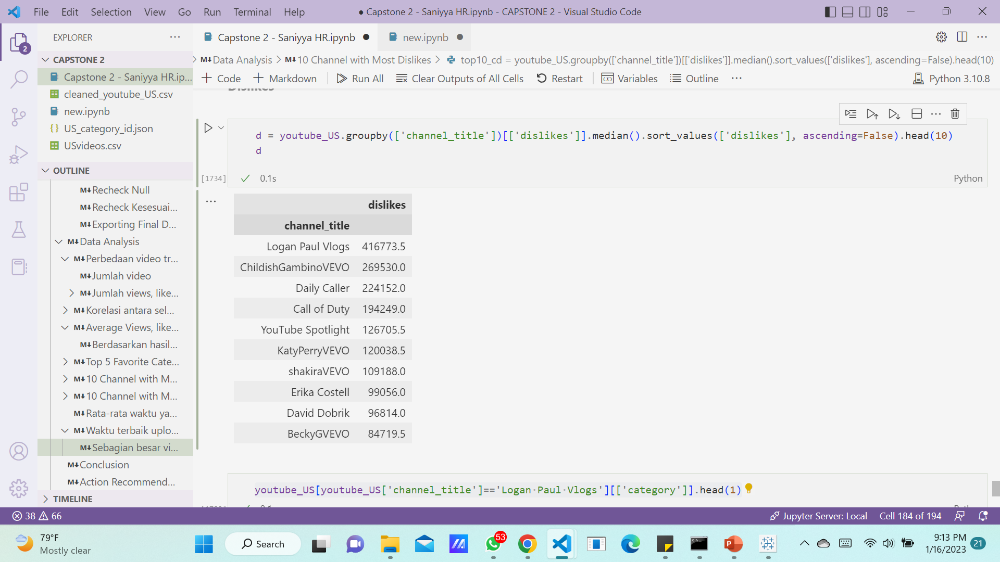 File Edit Selection View Go Run Terminal Help
● Capstone 2 - Saniyya HR.ipynb - CAPSTONE 2 - Visual Studio Code
EXPLORER
2
CAPSTONE 2
Capstone 2 - Saniyya HR.ip...
cleaned_youtube_US.csv
new.ipynb
US_category_id.json
USvideos.csv
OUTLINE
Recheck Null
Recheck Kesesuai...
Exporting Final D...
Data Analysis
Perbedaan video tr...
Jumlah video
Jumlah views, like...
Korelasi antara sel...
Average Views, like...
Berdasarkan hasil...
Top 5 Favorite Cate...
10 Channel with M...
10 Channel with M...
Rata-rata waktu ya...
Waktu terbaik uplo...
Sebagian besar vi...
Conclusion
Action Recommend...
TIMELINE
Capstone 2 - Saniyya HR.ipynb ●
new.ipynb ●
Data Analysis > 10 Channel with Most Dislikes > top10_cd = youtube_US.groupby(['channel_title'])[['dislikes']].median().sort_values(['dislikes'], ascending=False).head(10)
+ Code + Markdown Run All Clear Outputs of All Cells Restart Variables Outline ... Python 3.10.8
Dislikes
d = youtube_US.groupby(['channel_title'])[['dislikes']].median().sort_values(['dislikes'], ascending=False).head(10)
d
[1734] ✓ 0.1s Python
dislikes
channel_title
Logan Paul Vlogs 416773.5
ChildishGambinoVEVO 269530.0
Daily Caller 224152.0
Call of Duty 194249.0
YouTube Spotlight 126705.5
KatyPerryVEVO 120038.5
shakiraVEVO 109188.0
Erika Costell 99056.0
David Dobrik 96814.0
BeckyGVEVO 84719.5
youtube_US[youtube_US['channel_title']=='Logan·Paul·Vlogs'][['category']].head(1)
38 66
Jupyter Server: Local Cell 184 of 194
79°F
Mostly clear
Search
53
9:13 PM
1/16/2023
21